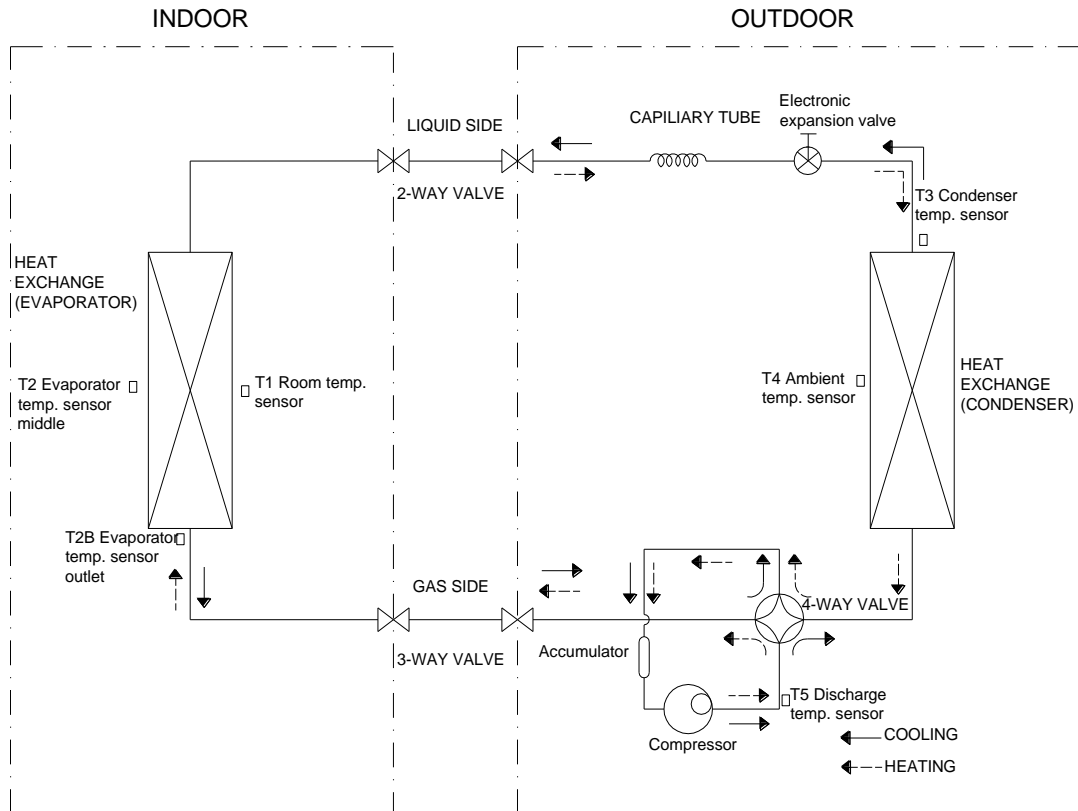 INDOOR
OUTDOOR
Electronic
expansion valve
CAPILIARY TUBE
LIQUID SIDE
2-WAY VALVE
T3 Condenser
temp. sensor
HEAT
EXCHANGE
(EVAPORATOR)
T2 Evaporator
temp. sensor
middle
T1 Room temp.
sensor
T4 Ambient
temp. sensor
HEAT
EXCHANGE
(CONDENSER)
T2B Evaporator
temp. sensor
outlet
GAS SIDE
3-WAY VALVE
4-WAY VALVE
Accumulator
T5 Discharge
temp. sensor
Compressor
COOLING
HEATING